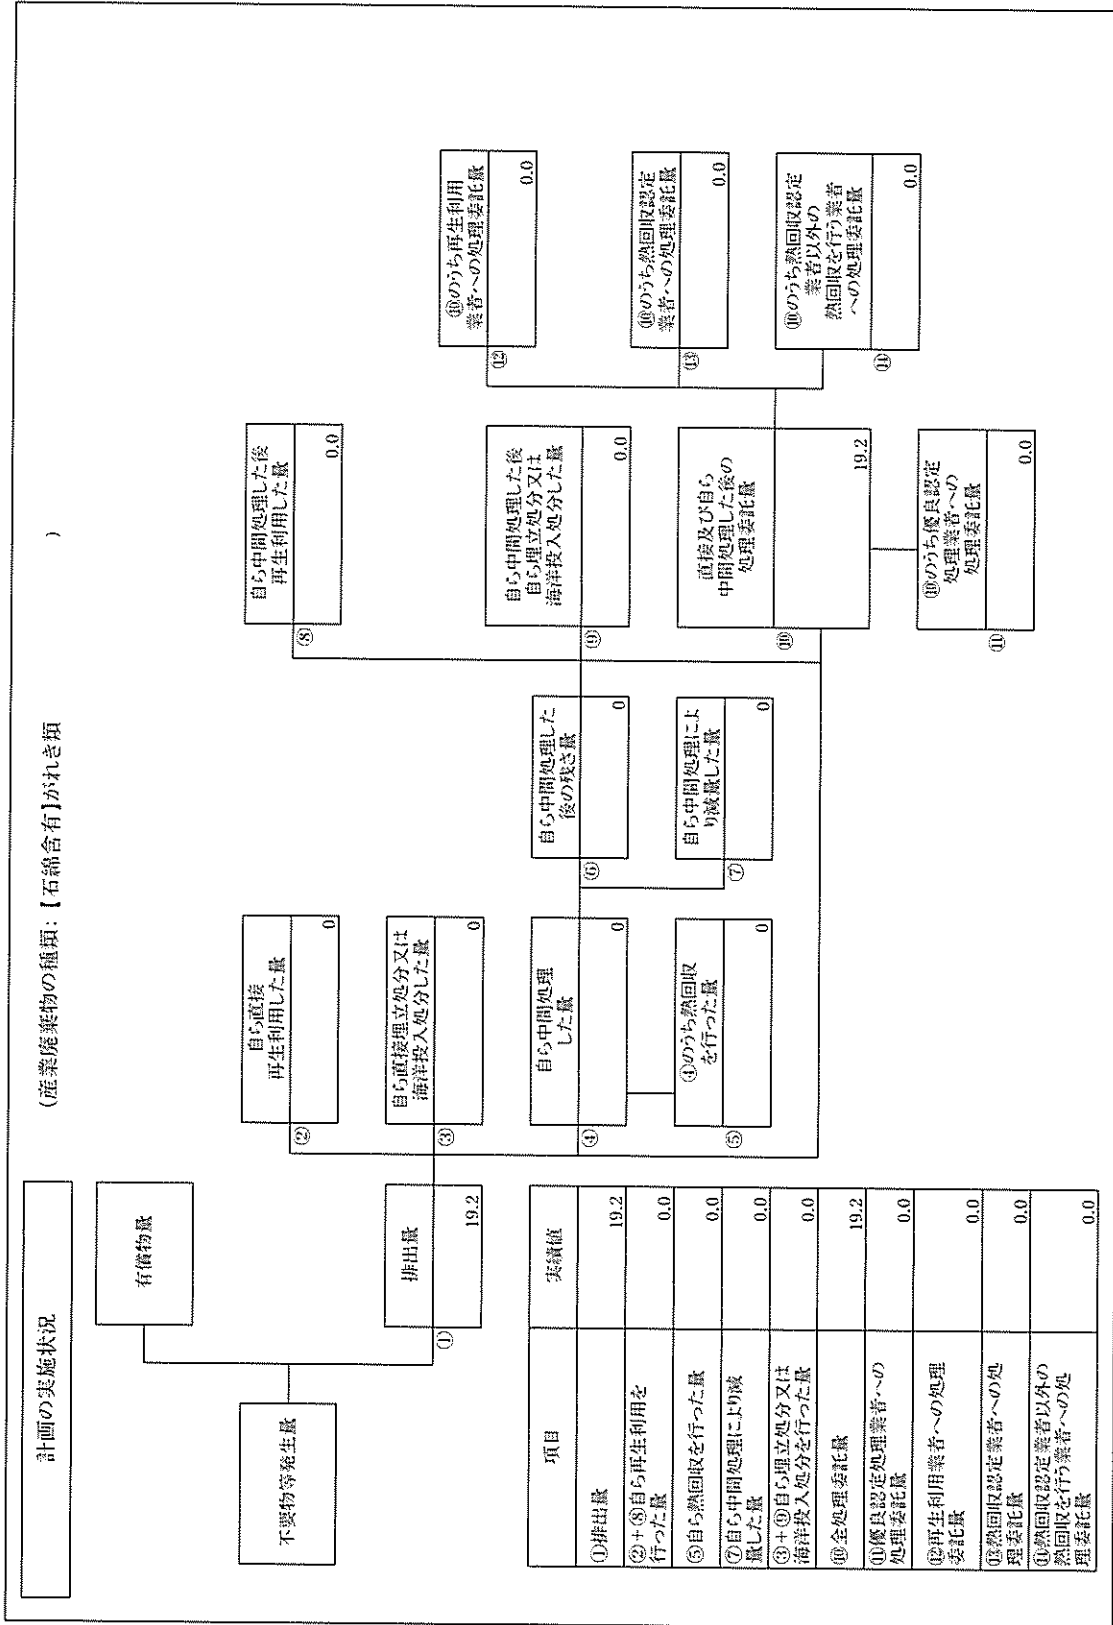 計画の実施状況
(産業廃棄物の種類:【石綿含有】がれき類
)
不要物等発生量
有償物量
①
排出量
19.2
②
自ら直接
再生利用した量
0
③
自ら直接埋立処分又は
海洋投入処分した量
0
④
自ら中間処理
した量
0
⑤
④のうち熱回収
を行った量
0
⑥
自ら中間処理した
後の残さ量
0
⑦
自ら中間処理によ
り減量した量
0
⑧
自ら中間処理した後
再生利用した量
0.0
⑨
自ら中間処理した後
自ら埋立処分又は
海洋投入処分した量
0.0
⑩
直接及び自ら
中間処理した後の
処理委託量
19.2
⑪
⑩のうち優良認定
処理業者への
処理委託量
0.0
⑫
⑩のうち再生利用
業者への処理委託量
0.0
⑬
⑩のうち熱回収認定
業者への処理委託量
0.0
⑭
⑩のうち熱回収認定
業者以外の
熱回収を行う業者
への処理委託量
0.0
項目 実績値
①排出量 19.2
②+⑧自ら再生利用を
行った量 0.0
⑤自ら熱回収を行った量 0.0
⑦自ら中間処理により減
量した量 0.0
③+⑨自ら埋立処分又は
海洋投入処分を行った量 0.0
⑩全処理委託量 19.2
⑪優良認定処理業者への
処理委託量 0.0
⑫再生利用業者への処理
委託量 0.0
⑬熱回収認定業者への処
理委託量 0.0
⑭熱回収認定業者以外の
熱回収を行う業者への処
理委託量 0.0